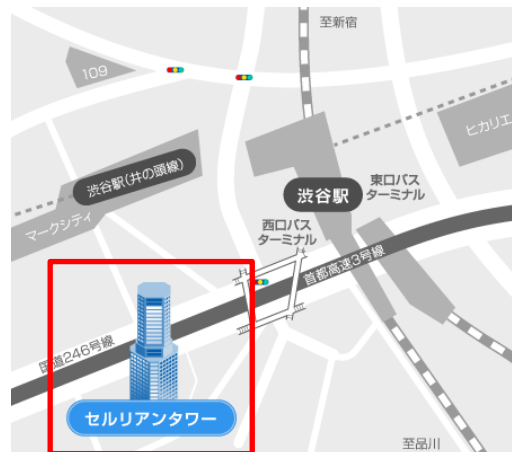 至新宿
109
ヒカリエ
渋谷駅(井の頭線)
渋谷駅
東口バス
ターミナル
マークシティ
西口バス
ターミナル
首都高速3号線
国道246号線
セルリアンタワー
至品川